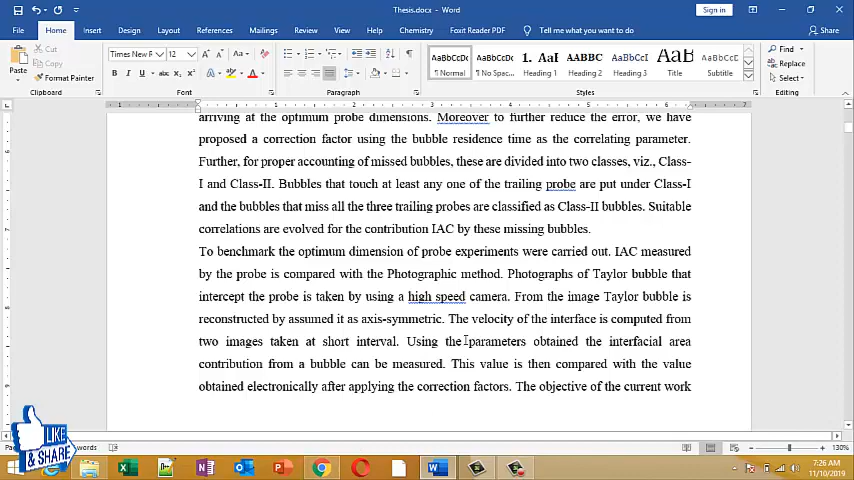 Thesis.docx - Word
Sign in
File Home Insert Design Layout References Mailings Review View Help Chemistry Foxit Reader PDF Tell me what you want to do Share
Paste
Cut
Copy
Format Painter
Clipboard
Times New R 12
Font
Paragraph
AaBbCcDc AaBbCcDc 1. AaI AABBC AaBbCcI AaB AaBbCcI
¶ Normal ¶ No Spac... Heading 1 Heading 2 Heading 3 Title Subtitle
Styles
Find
Replace
Select
Editing
arriving at the optimum probe dimensions. Moreover to further reduce the error, we have
proposed a correction factor using the bubble residence time as the correlating parameter.
Further, for proper accounting of missed bubbles, these are divided into two classes, viz., Class-
I and Class-II. Bubbles that touch at least any one of the trailing probe are put under Class-I
and the bubbles that miss all the three trailing probes are classified as Class-II bubbles. Suitable
correlations are evolved for the contribution IAC by these missing bubbles.
To benchmark the optimum dimension of probe experiments were carried out. IAC measured
by the probe is compared with the Photographic method. Photographs of Taylor bubble that
intercept the probe is taken by using a high speed camera. From the image Taylor bubble is
reconstructed by assumed it as axis-symmetric. The velocity of the interface is computed from
two images taken at short interval. Using the parameters obtained the interfacial area
contribution from a bubble can be measured. This value is then compared with the value
obtained electronically after applying the correction factors. The objective of the current work
LIKE
& SHARE
words
130%
7:26 AM
11/10/2019